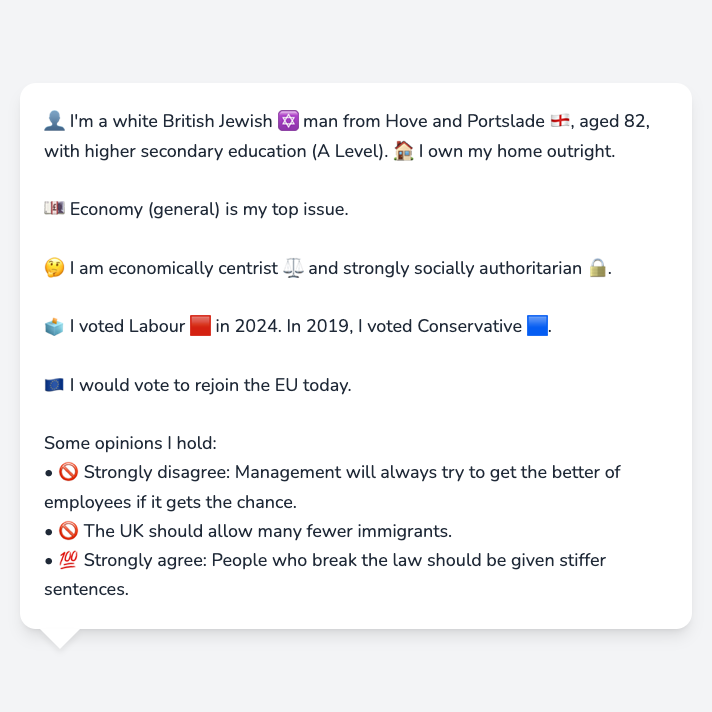 👤 I'm a white British Jewish ✡️ man from Hove and Portslade 🏴󠁧󠁢󠁥󠁮󠁧󠁿, aged 82,
with higher secondary education (A Level). 🏠 I own my home outright.
💷 Economy (general) is my top issue.
🤔 I am economically centrist ⚖️ and strongly socially authoritarian 🔒.
🗳️ I voted Labour 🟥 in 2024. In 2019, I voted Conservative 🟦.
🇪🇺 I would vote to rejoin the EU today.
Some opinions I hold:
• 🚫 Strongly disagree: Management will always try to get the better of
employees if it gets the chance.
• 🚫 The UK should allow many fewer immigrants.
• 💯 Strongly agree: People who break the law should be given stiffer
sentences.